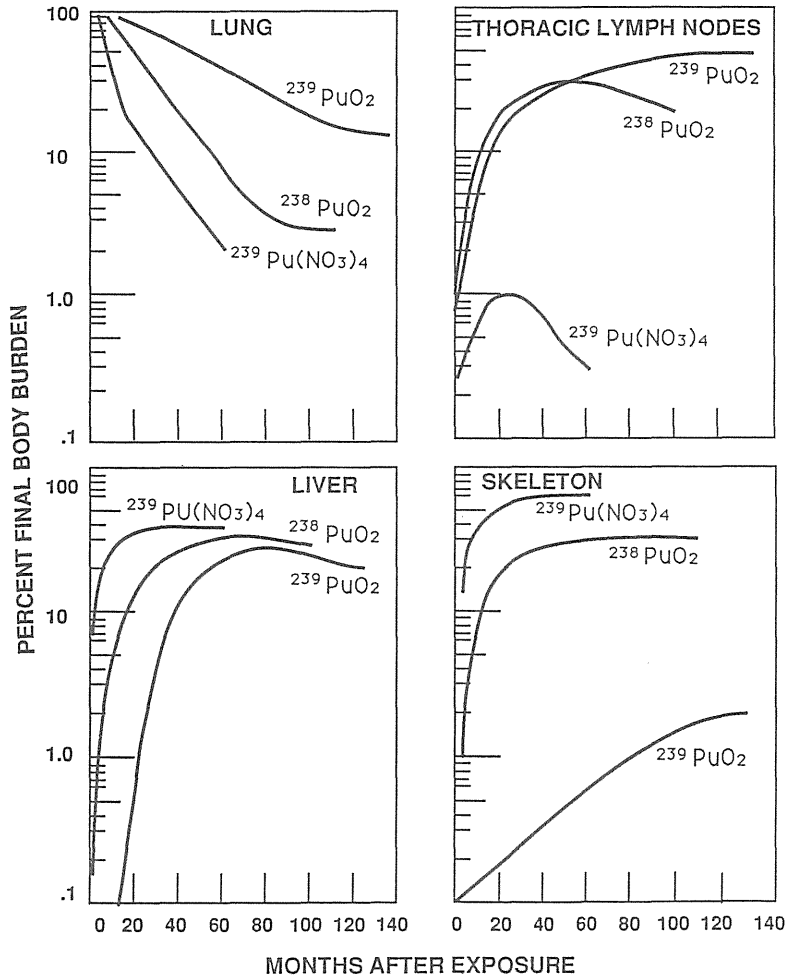 PERCENT FINAL BODY BURDEN
LUNG
100
10
1.0
.1
²³⁹PuO₂
²³⁸PuO₂
²³⁹Pu(NO₃)₄
THORACIC LYMPH NODES
²³⁹PuO₂
²³⁸PuO₂
²³⁹Pu(NO₃)₄
LIVER
100
10
1.0
.1
²³⁹PU(NO₃)₄
²³⁸PuO₂
²³⁹PuO₂
0 20 40 60 80 100 120 140
SKELETON
²³⁹Pu(NO₃)₄
²³⁸PuO₂
²³⁹PuO₂
0 20 40 60 80 100 120 140
MONTHS AFTER EXPOSURE